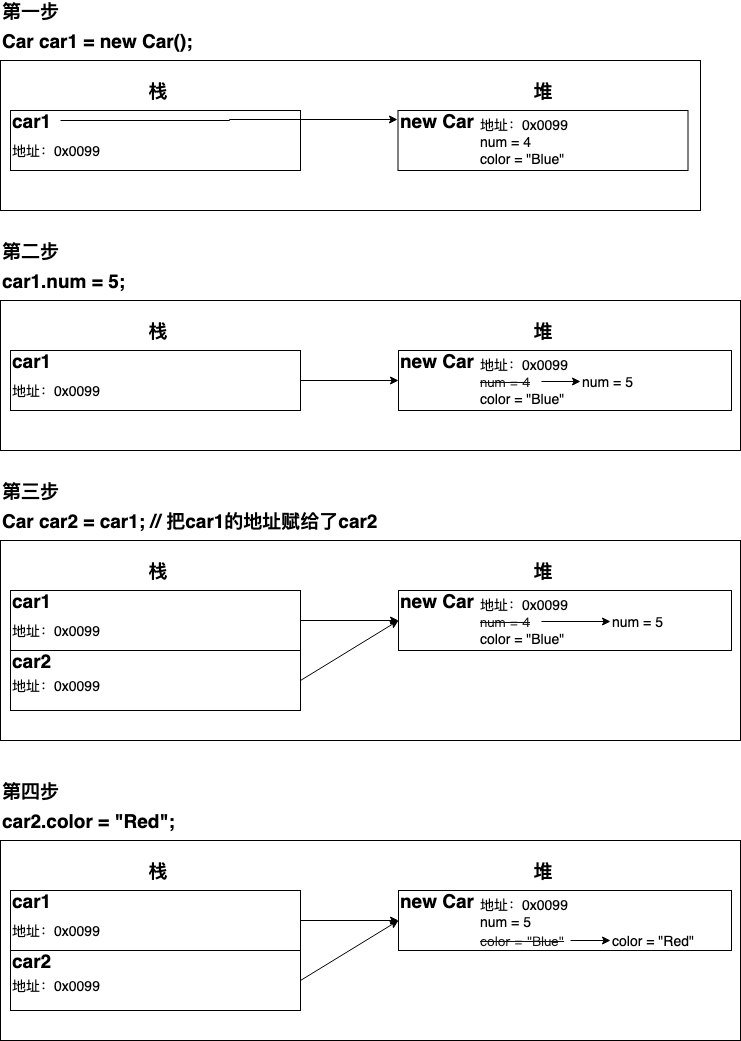 第一步
Car car1 = new Car();
栈 堆
car1 new Car 地址：0x0099
地址：0x0099 num = 4
color = "Blue"
第二步
car1.num = 5;
栈 堆
car1 new Car 地址：0x0099
地址：0x0099 num = 4 num = 5
color = "Blue"
第三步
Car car2 = car1; // 把car1的地址赋给了car2
栈 堆
car1 new Car 地址：0x0099
地址：0x0099 num = 4 num = 5
color = "Blue"
car2
地址：0x0099
第四步
car2.color = "Red";
栈 堆
car1 new Car 地址：0x0099
地址：0x0099 num = 5
color = "Blue" color = "Red"
car2
地址：0x0099